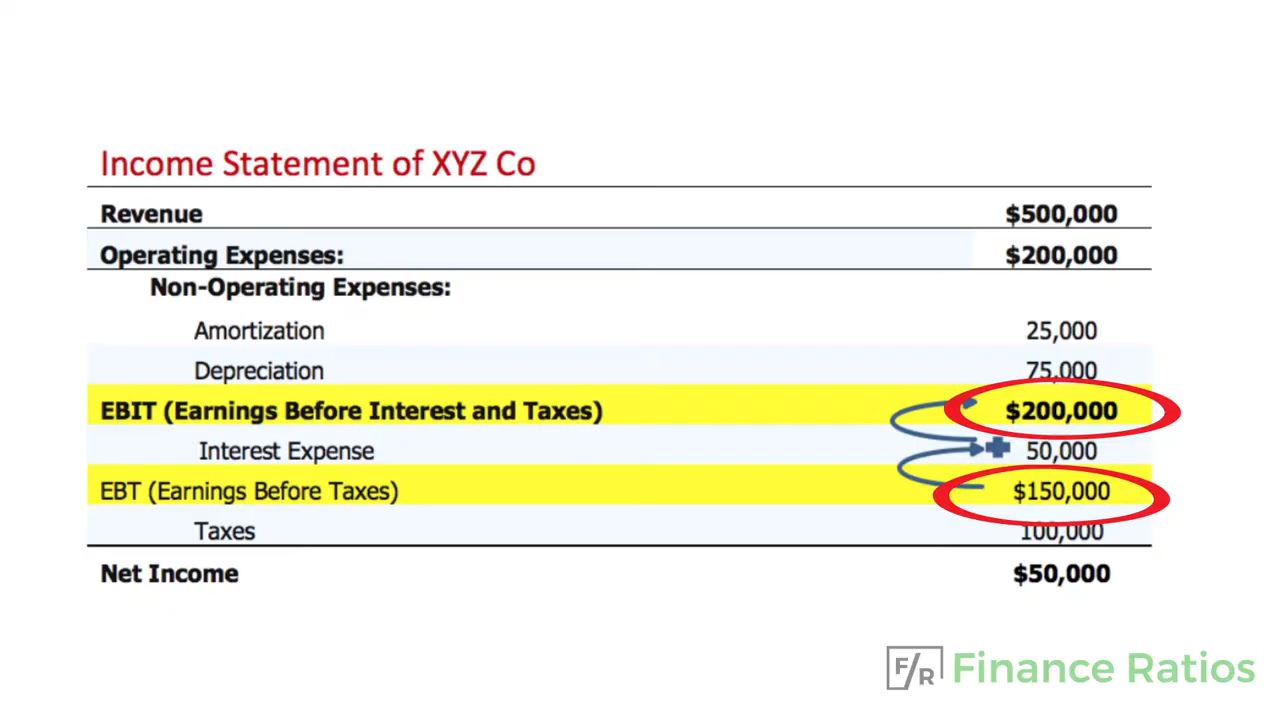 Income Statement of XYZ Co
Revenue $500,000
Operating Expenses: $200,000
Non-Operating Expenses:
Amortization 25,000
Depreciation 75,000
EBIT (Earnings Before Interest and Taxes) $200,000
Interest Expense 50,000
EBT (Earnings Before Taxes) $150,000
Taxes 100,000
Net Income $50,000
F/R Finance Ratios